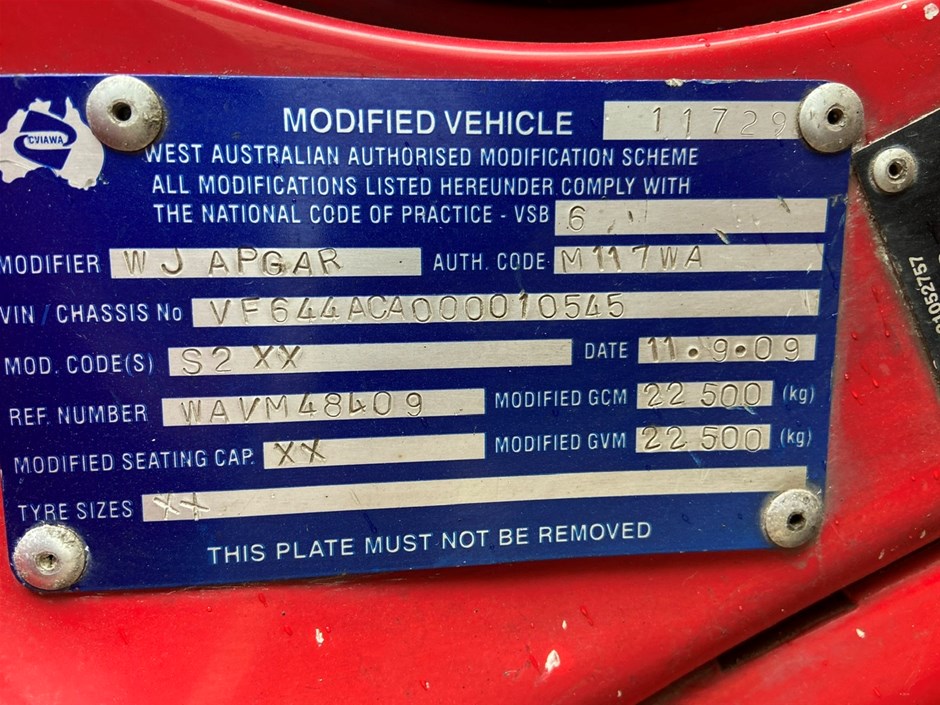 CVIAWA
MODIFIED VEHICLE 11729
WEST AUSTRALIAN AUTHORISED MODIFICATION SCHEME
ALL MODIFICATIONS LISTED HEREUNDER COMPLY WITH
THE NATIONAL CODE OF PRACTICE - VSB 6
MODIFIER WJ APGAR AUTH. CODE M117WA
VIN / CHASSIS No VF644ACA000010545
MOD. CODE(S) S2 XX DATE 11.9.09
REF. NUMBER WAVM48409 MODIFIED GCM 22 500 (kg)
MODIFIED SEATING CAP. XX MODIFIED GVM 22 500 (kg)
TYRE SIZES XX
THIS PLATE MUST NOT BE REMOVED